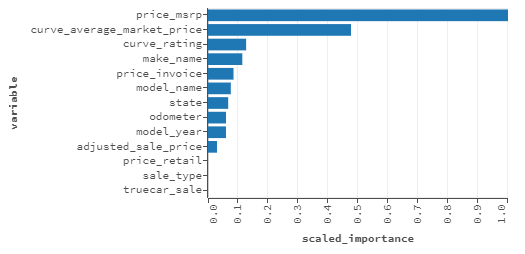 price_msrp
curve_average_market_price
curve_rating
make_name
price_invoice
model_name
state
odometer
model_year
adjusted_sale_price
price_retail
sale_type
truecar_sale
variable
0.0 0.1 0.2 0.3 0.4 0.5 0.6 0.7 0.8 0.9 1.0
scaled_importance